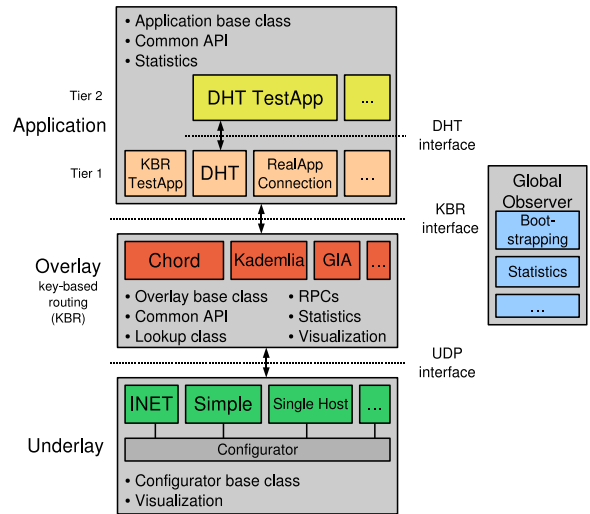 • Application base class
• Common API
• Statistics
Tier 2
DHT TestApp
...
Application
DHT
interface
Tier 1
KBR
TestApp
DHT
RealApp
Connection
...
KBR
interface
Global
Observer
Boot-
strapping
Statistics
...
Overlay
key-based
routing
(KBR)
Chord
Kademlia
GIA
...
• Overlay base class
• Common API
• Lookup class
• RPCs
• Statistics
• Visualization
UDP
interface
Underlay
INET
Simple
Single Host
...
Configurator
• Configurator base class
• Visualization